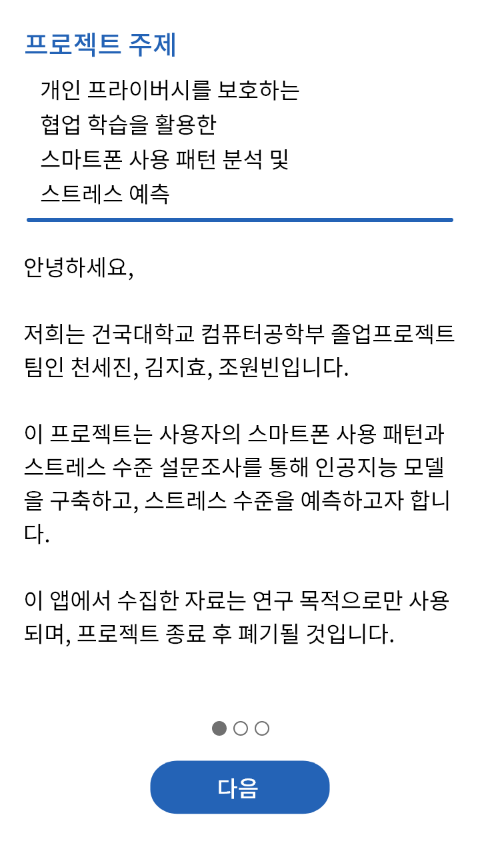 프로젝트 주제
개인 프라이버시를 보호하는
협업 학습을 활용한
스마트폰 사용 패턴 분석 및
스트레스 예측
안녕하세요,
저희는 건국대학교 컴퓨터공학부 졸업프로젝트
팀인 천세진, 김지효, 조원빈입니다.
이 프로젝트는 사용자의 스마트폰 사용 패턴과
스트레스 수준 설문조사를 통해 인공지능 모델
을 구축하고, 스트레스 수준을 예측하고자 합니
다.
이 앱에서 수집한 자료는 연구 목적으로만 사용
되며, 프로젝트 종료 후 폐기될 것입니다.
다음